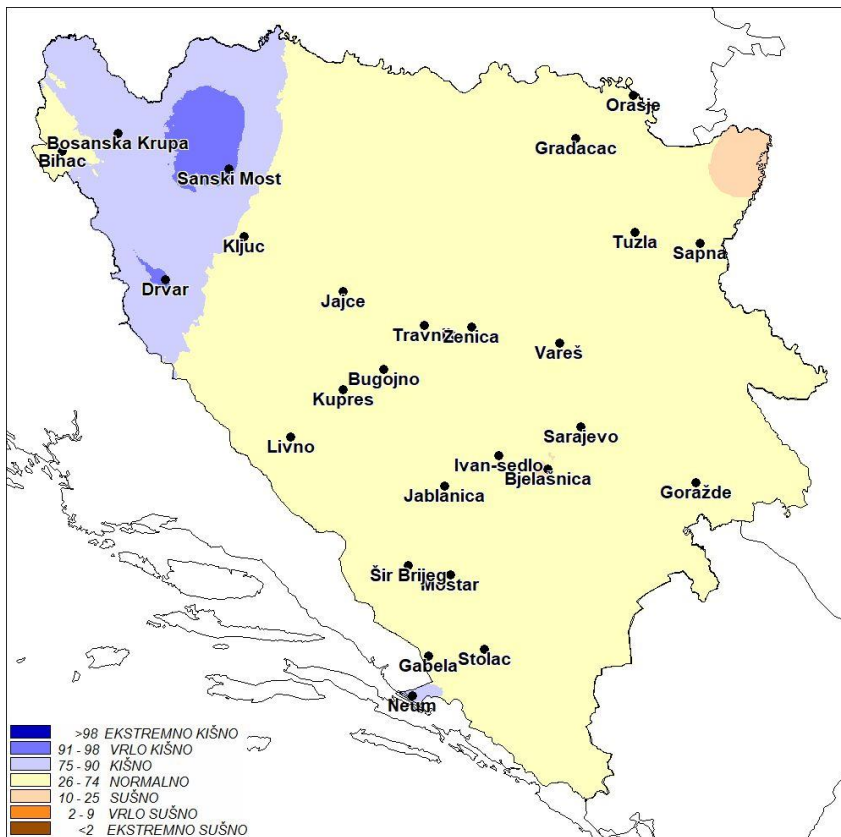 Orašje
Bosanska Krupa
Gradacac
Bihac
Sanski Most
Kljuc
Tuzla
Sapna
Drvar
Jajce
Zenica
Vareš
Bugojno
Kupres
Livno
Sarajevo
Ivan-sedlo
Bjelašnica
Jablanica
Goražde
Šir Brijeg
Mostar
Gabela
Stolac
Neum
>98 EKSTREMNO KIŠNO
91 - 98 VRLO KIŠNO
75 - 90 KIŠNO
26 - 74 NORMALNO
10 - 25 SUŠNO
2 - 9 VRLO SUŠNO
<2 EKSTREMNO SUŠNO